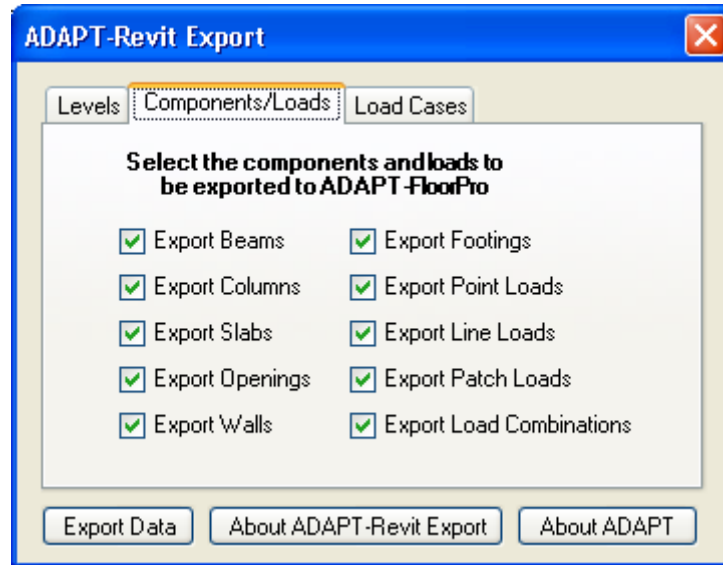 ADAPT-Revit Export
Levels Components/Loads Load Cases
Select the components and loads to
be exported to ADAPT-FloorPro
Export Beams Export Footings
Export Columns Export Point Loads
Export Slabs Export Line Loads
Export Openings Export Patch Loads
Export Walls Export Load Combinations
Export Data About ADAPT-Revit Export About ADAPT